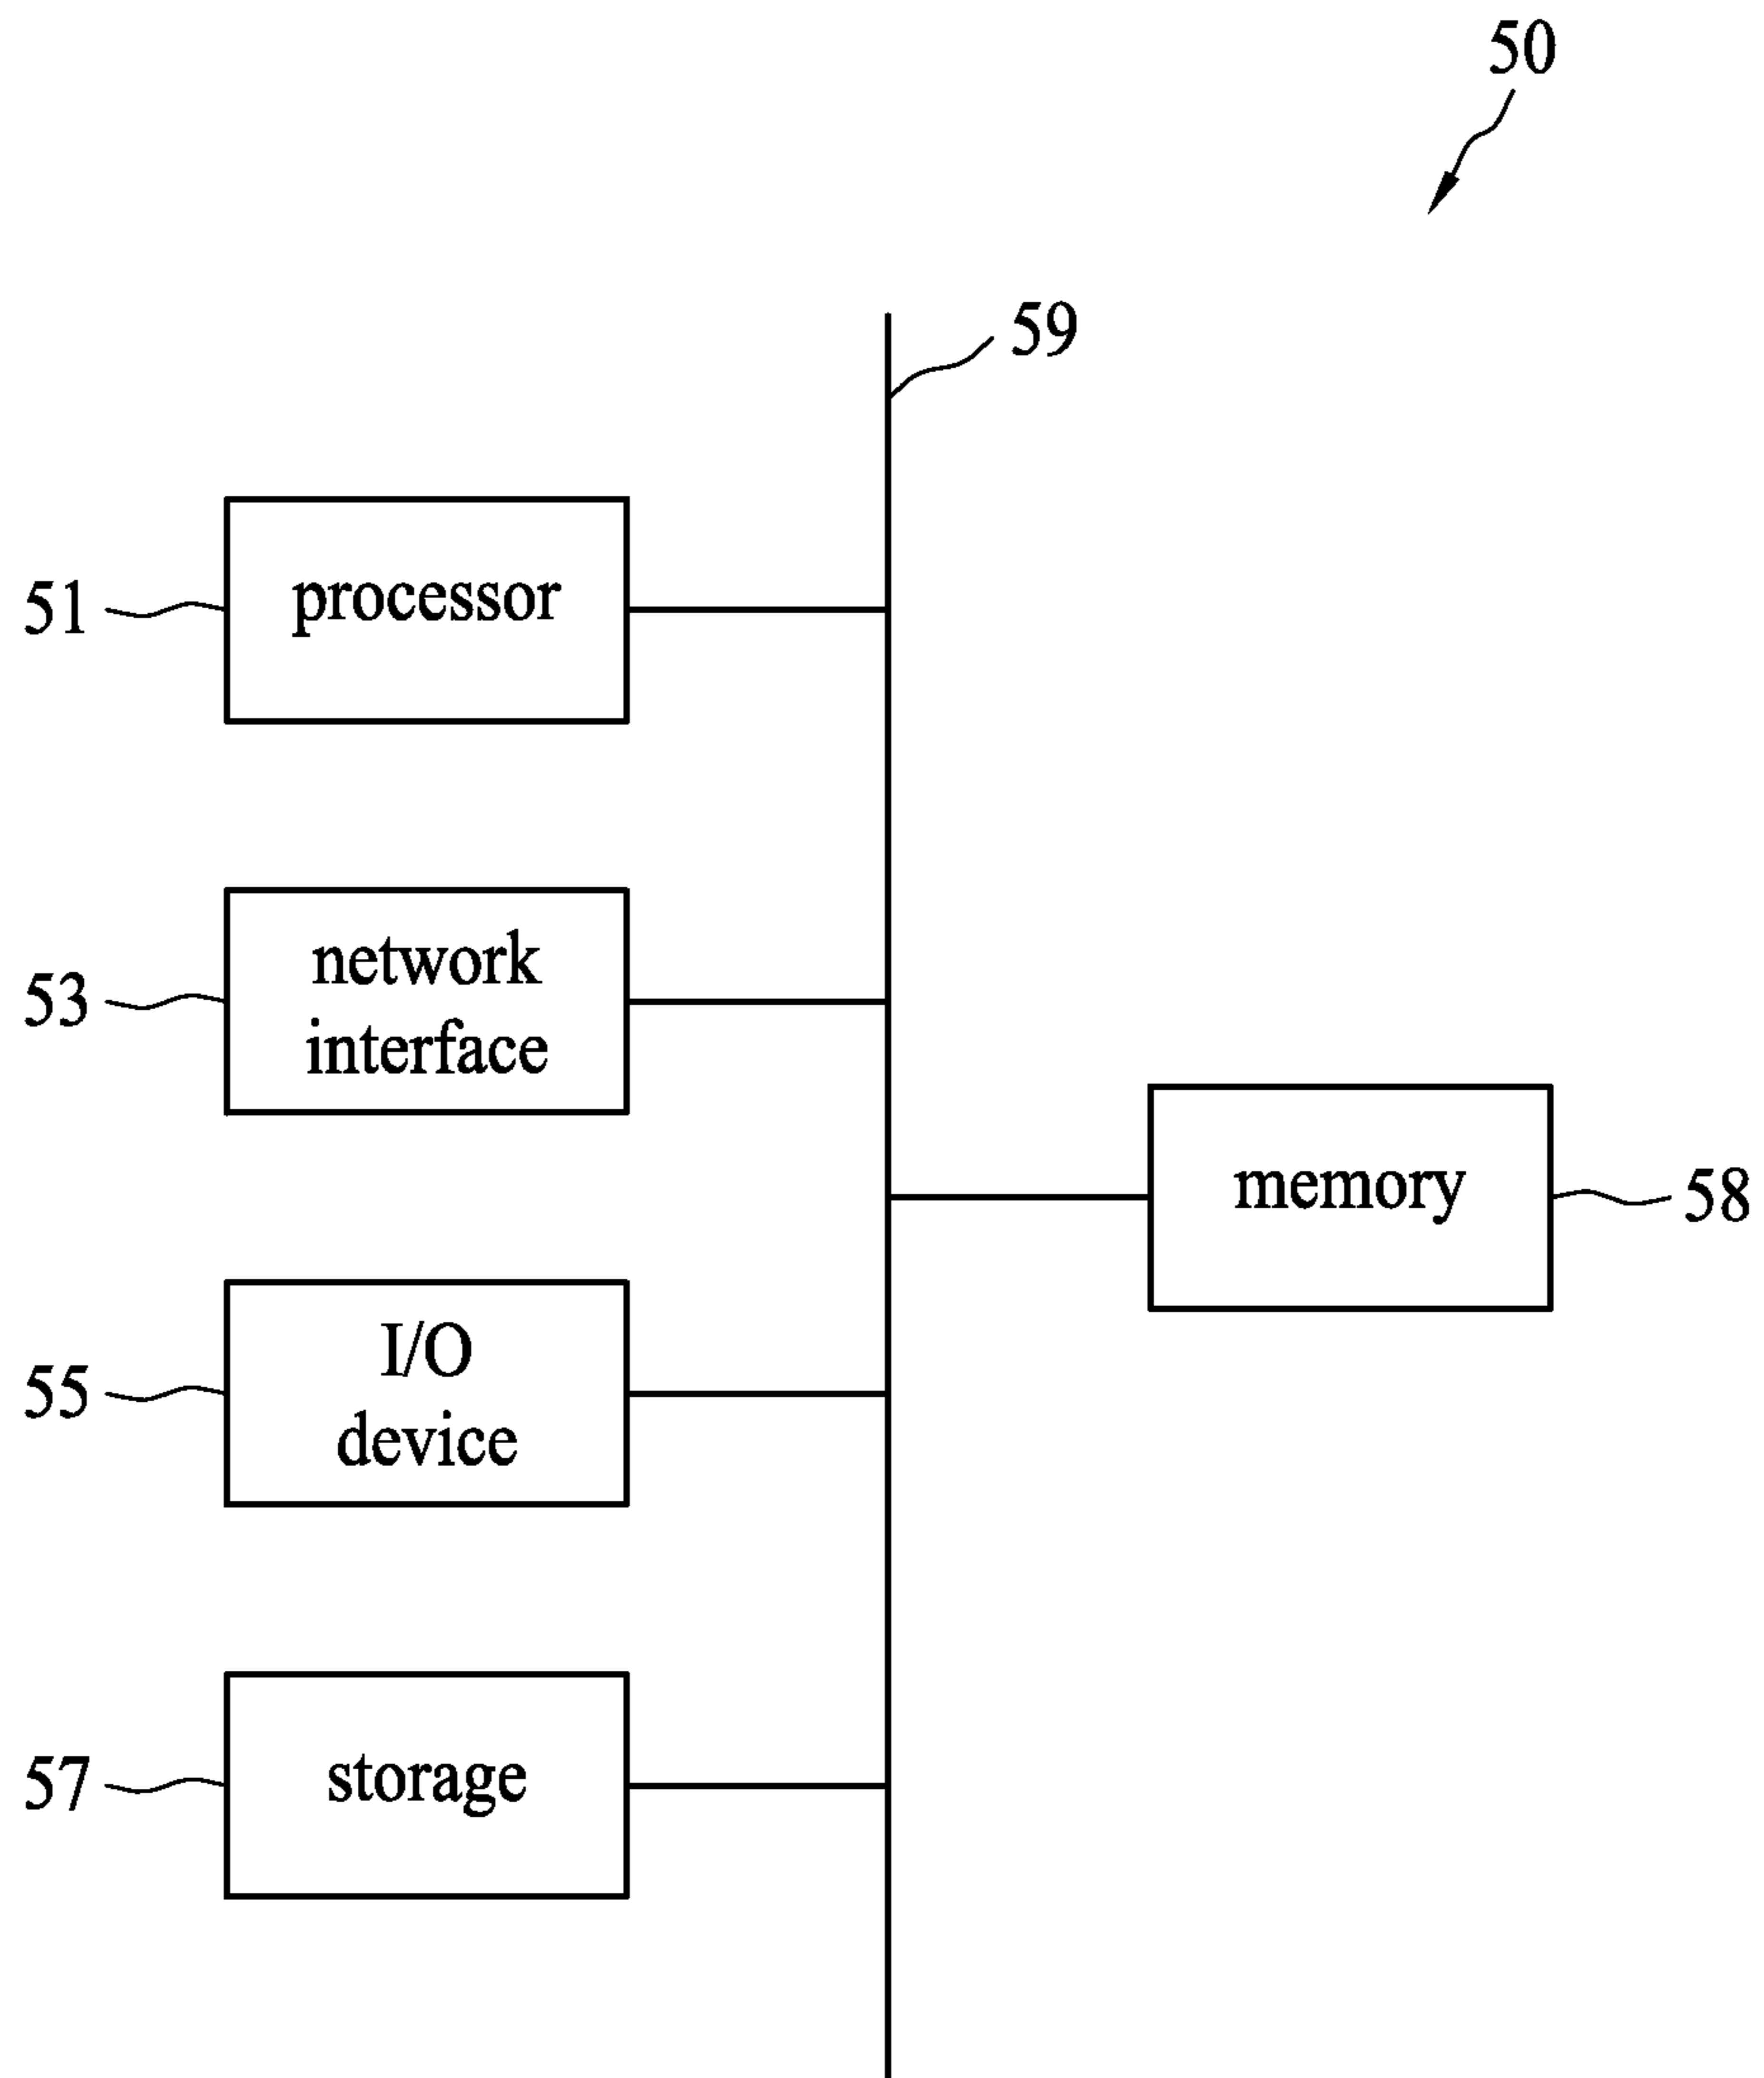 50
59
51
processor
53
network
interface
memory
58
55
I/O
device
57
storage